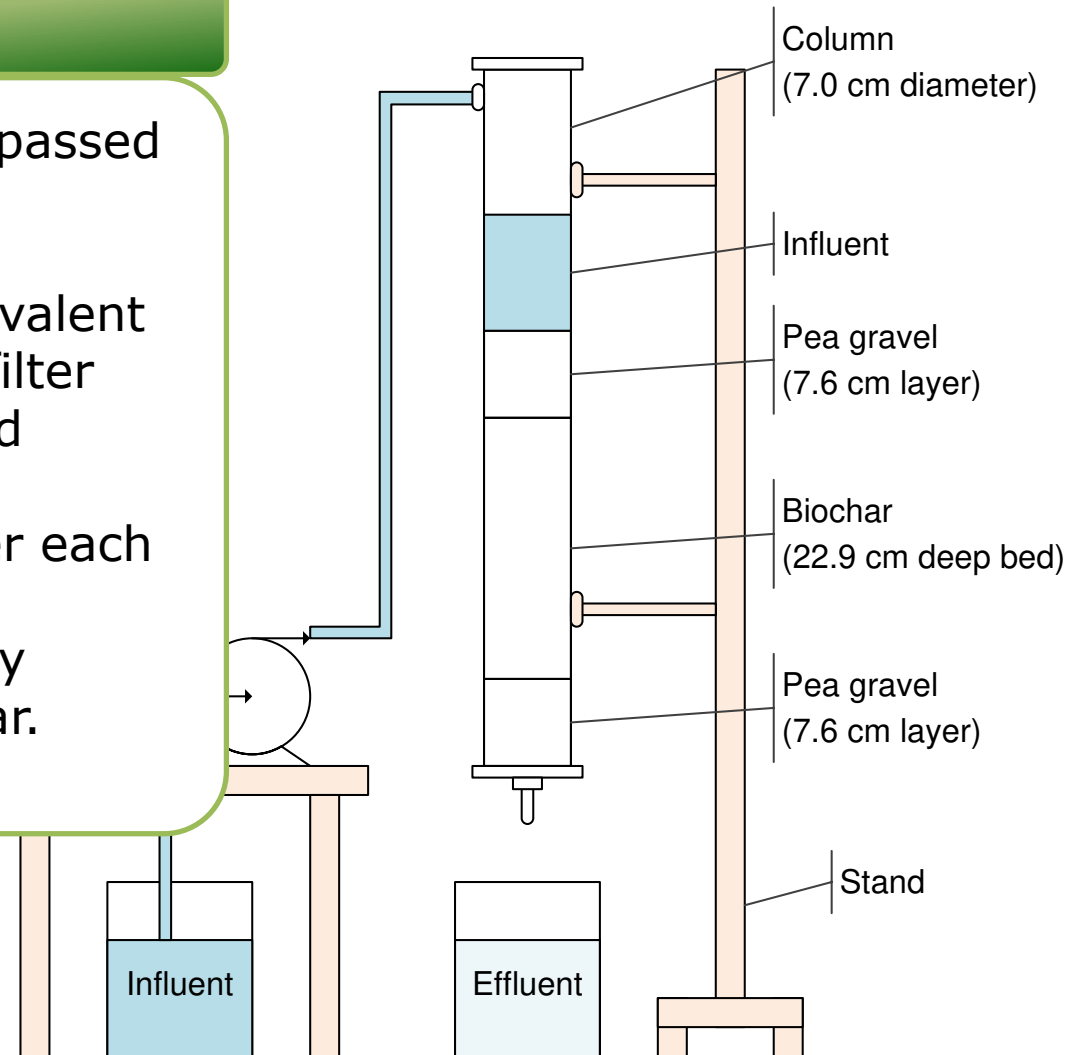 passed
valent
filter
d
er each
y
ar.
Column
(7.0 cm diameter)
Influent
Pea gravel
(7.6 cm layer)
Biochar
(22.9 cm deep bed)
Pea gravel
(7.6 cm layer)
Stand
Influent
Effluent